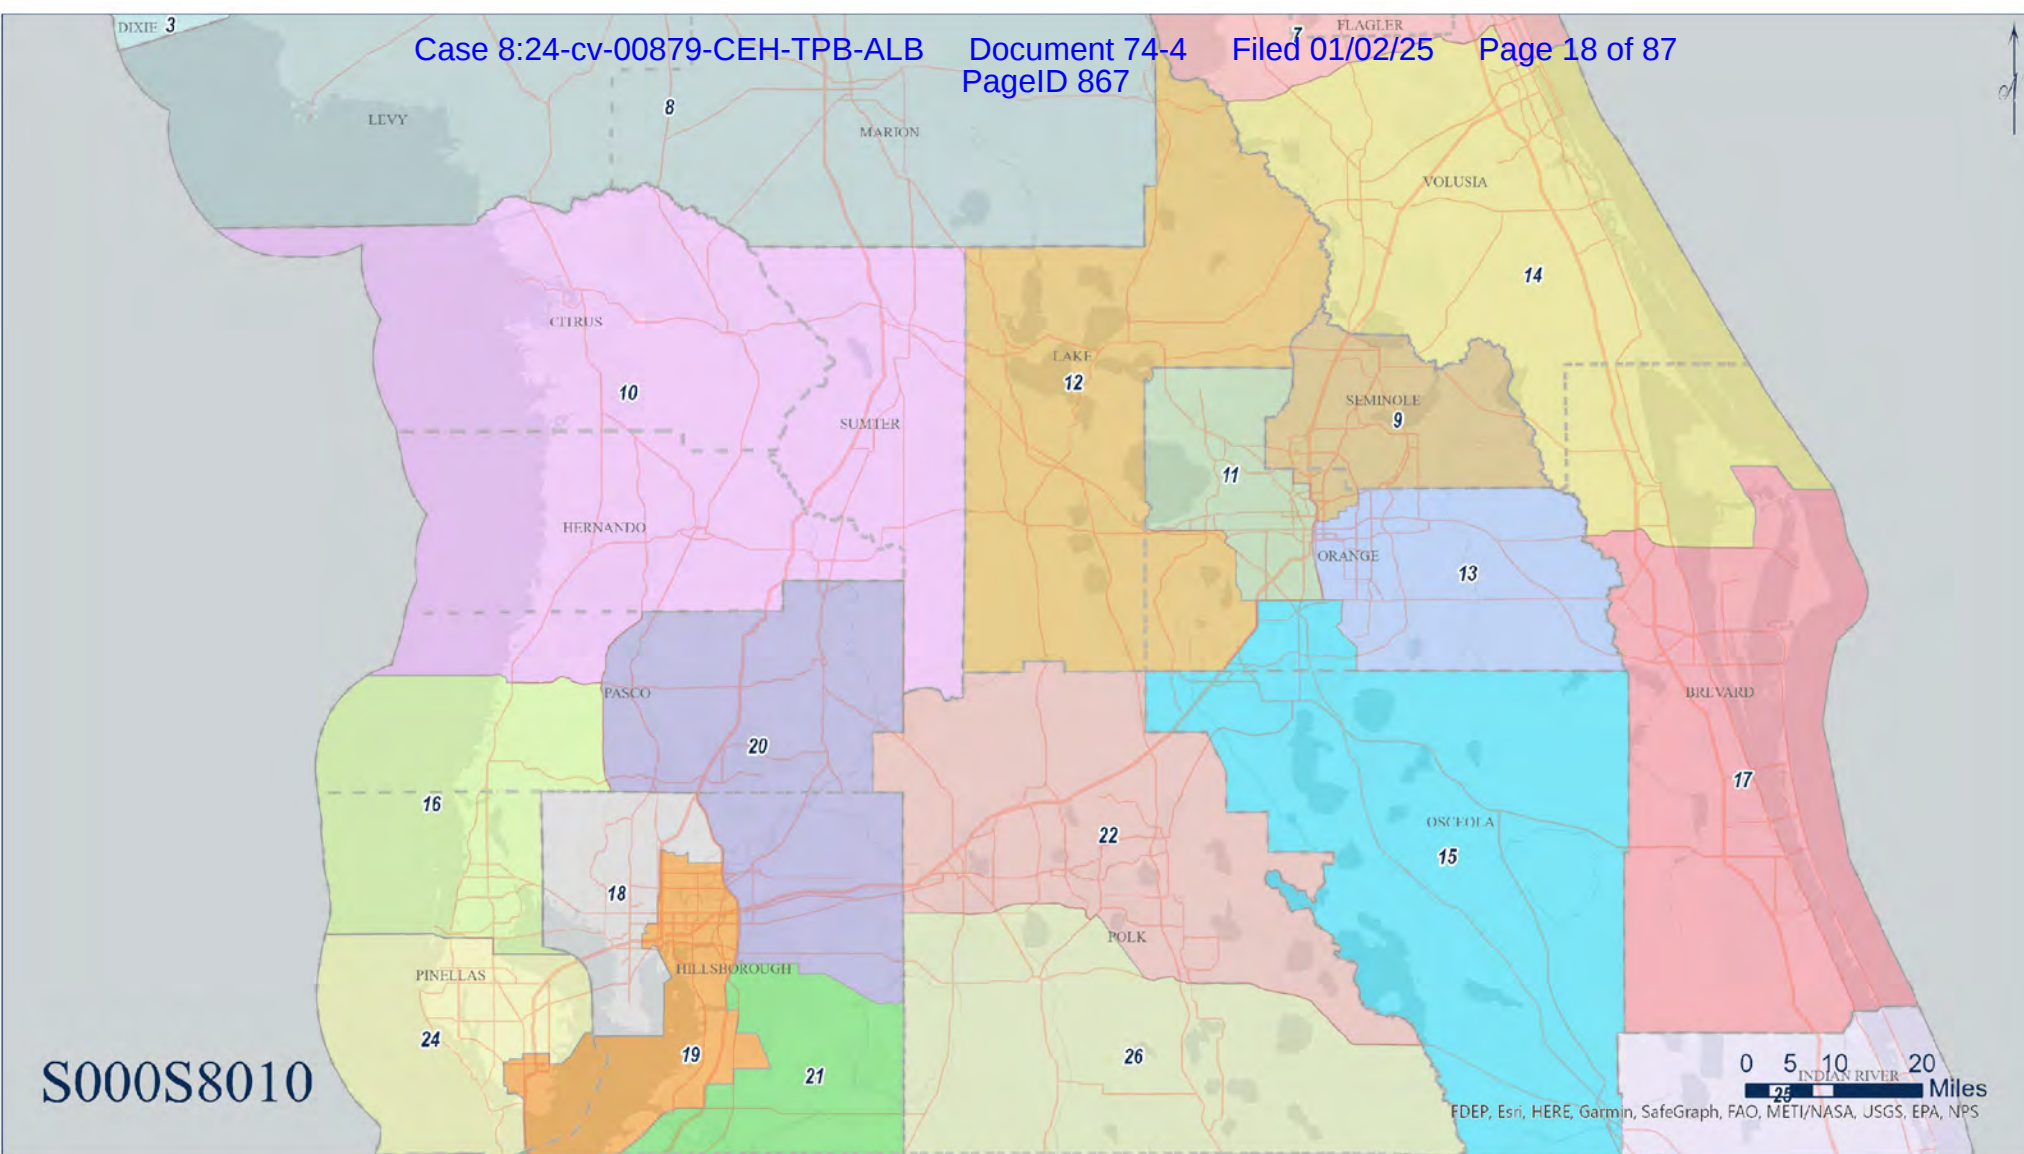 DIXIE 3
FLAGLER
7
Case 8:24-cv-00879-CEH-TPB-ALB Document 74-4 Filed 01/02/25 Page 18 of 87
PageID 867
8
LEVY
MARION
VOLUSIA
14
CITRUS
LAKE
12
10
SEMINOLE
9
SUMTER
11
HERNANDO
ORANGE
13
PASCO
BREVARD
20
17
16
OSCEOLA
22
15
18
POLK
HILLSBOROUGH
PINELLAS
24
19
26
21
S000S8010
0 5 10 20
INDIAN RIVER
Miles
25
FDEP, Esri, HERE, Garmin, SafeGraph, FAO, METI/NASA, USGS, EPA, NPS